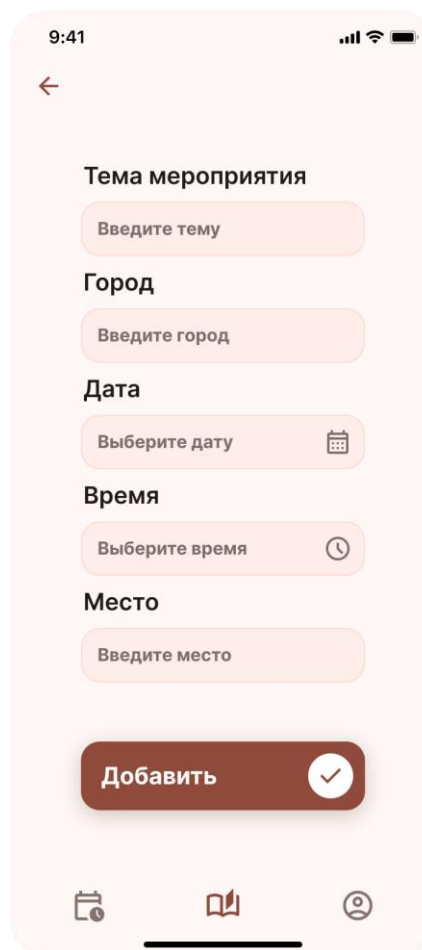 9:41
Тема мероприятия
Введите тему
Город
Введите город
Дата
Выберите дату
Время
Выберите время
Место
Введите место
Добавить